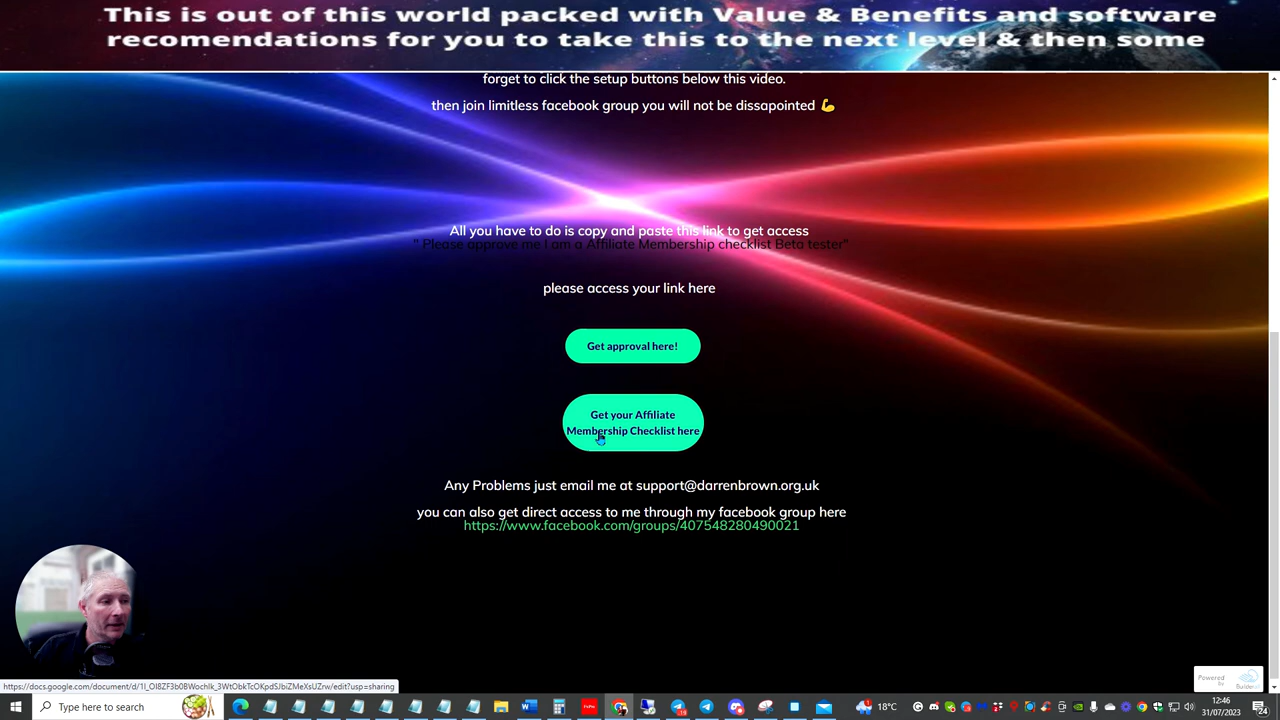 This is out of this world packed with Value & Benefits and software
recomendations for you to take this to the next level & then some
forget to click the setup buttons below this video.
then join limitless facebook group you will not be dissapointed 💪
All you have to do is copy and paste this link to get access
" Please approve me I am a Affiliate Membership checklist Beta tester"
please access your link here
Get approval here!
Get your Affiliate
Membership Checklist here
Any Problems just email me at support@darrenbrown.org.uk
you can also get direct access to me through my facebook group here
https://www.facebook.com/groups/407548280490021
Powered
by
Builderall
Type here to search
18°C
12:46
31/07/2023